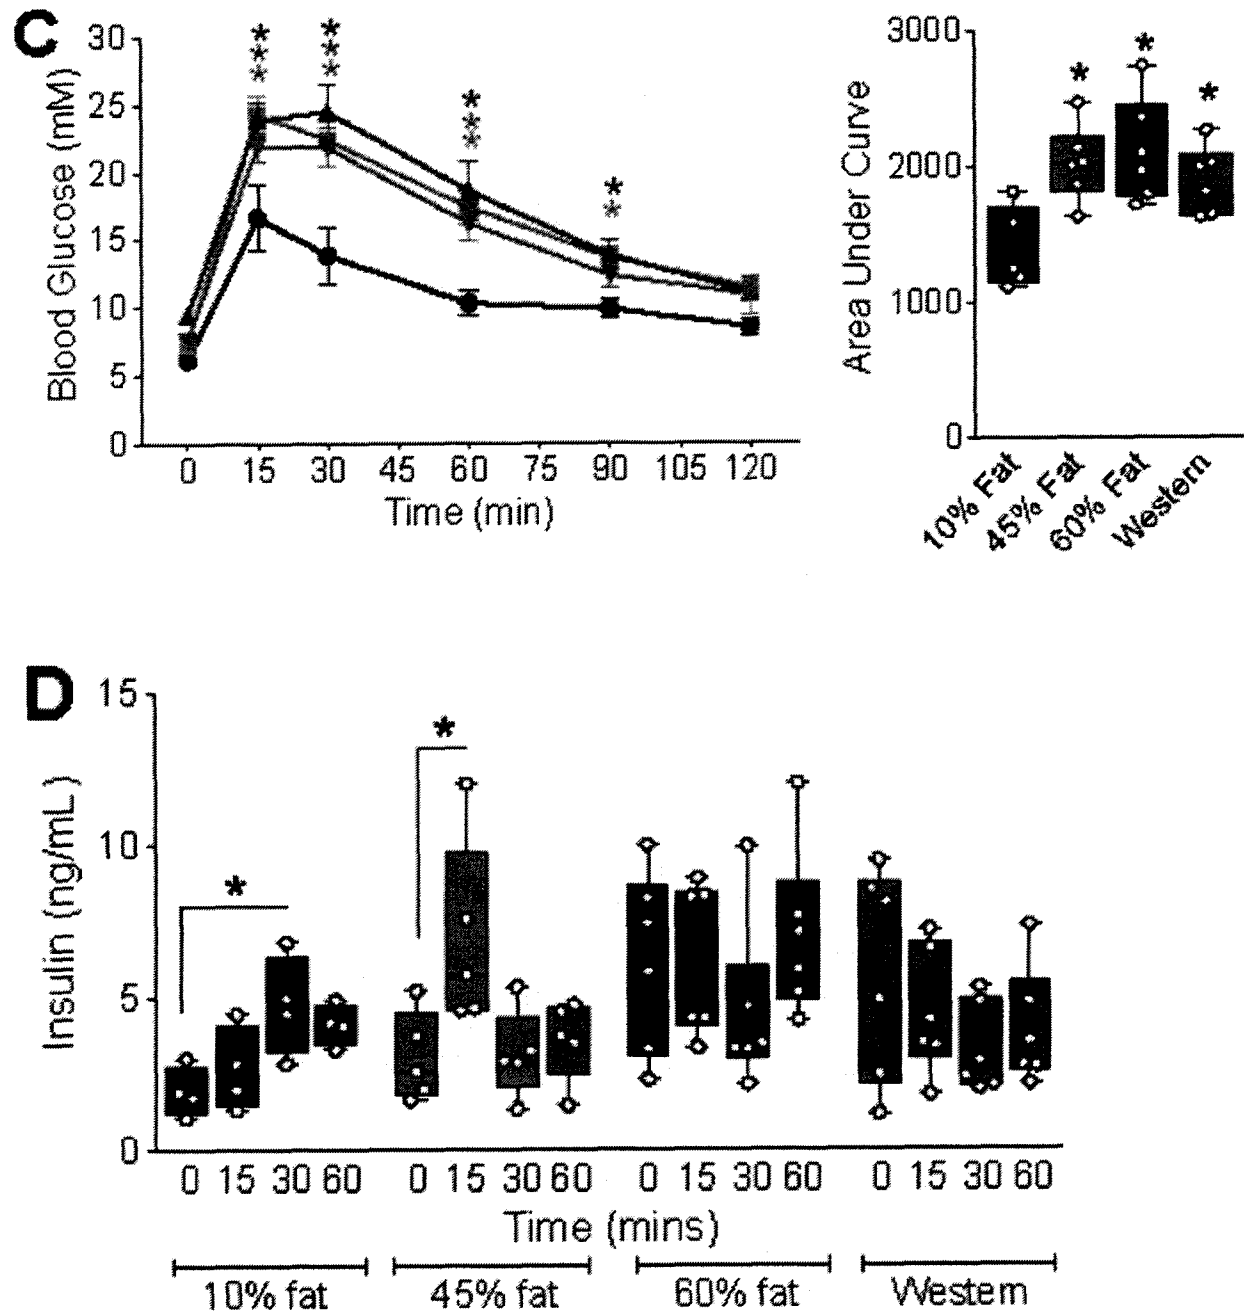 C
Blood Glucose (mM)
30
25
20
15
10
5
0
* * *
* * *
* * *
* *
0 15 30 45 60 75 90 105 120
Time (min)
Area Under Curve
3000
2000
1000
0
* * *
10% Fat
45% Fat
60% Fat
Western
D
Insulin (ng/mL)
15
10
5
0
*
*
0 15 30 60 0 15 30 60 0 15 30 60 0 15 30 60
Time (mins)
10% fat 45% fat 60% fat Western